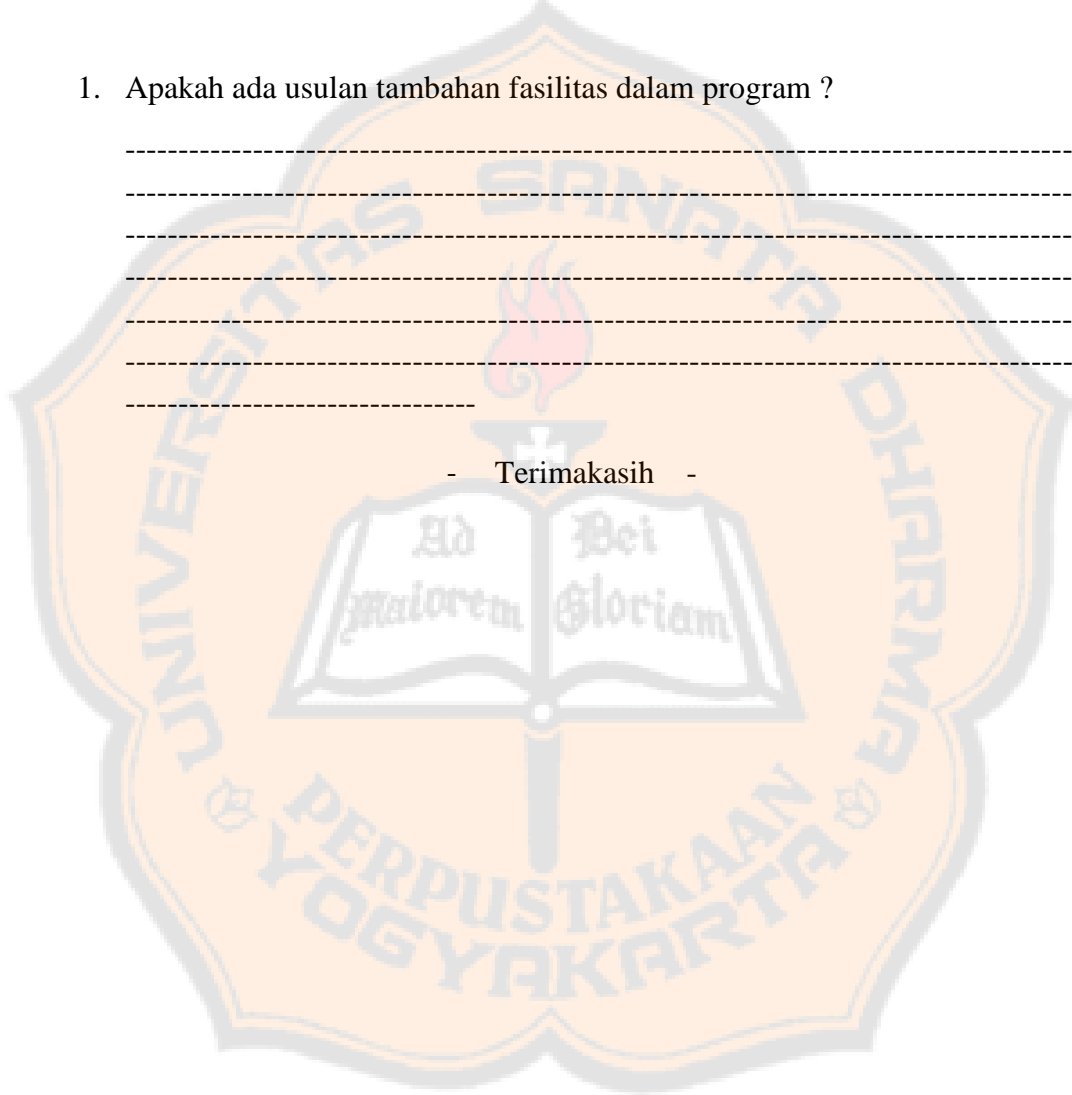 1. Apakah ada usulan tambahan fasilitas dalam program ?
------------------------------------------------------------------------------------------
------------------------------------------------------------------------------------------
------------------------------------------------------------------------------------------
------------------------------------------------------------------------------------------
------------------------------------------------------------------------------------------
------------------------------------------------------------------------------------------
---------------------------------
- Terimakasih -
UNIVERSITAS SANATA DHARMA
Ad Dei
maiorem Gloriam
PERPUSTAKAAN
YOGYAKARTA